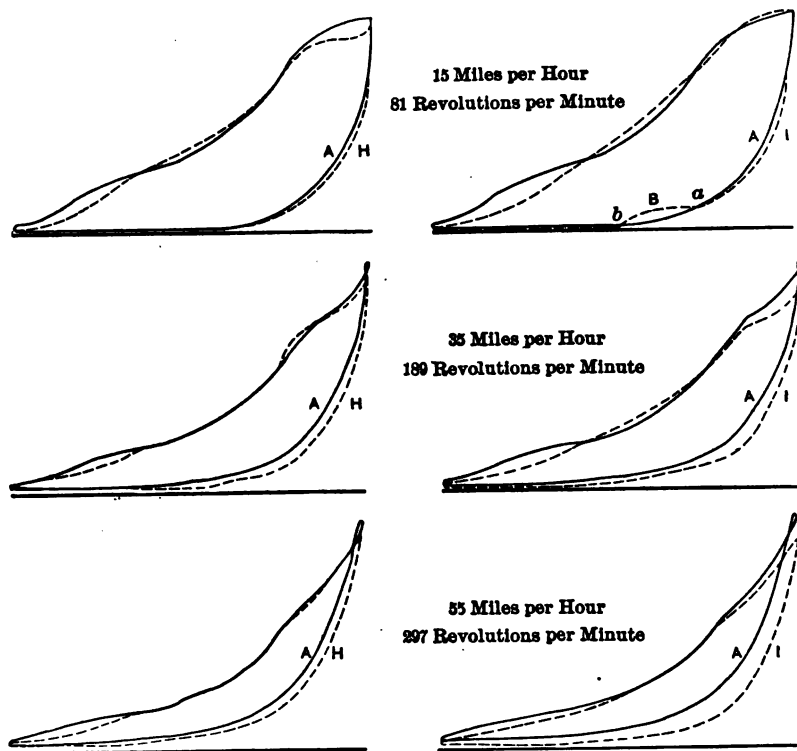 15 Miles per Hour
81 Revolutions per Minute
A H
A I
b B a
35 Miles per Hour
189 Revolutions per Minute
A H
A I
55 Miles per Hour
297 Revolutions per Minute
A H
A I